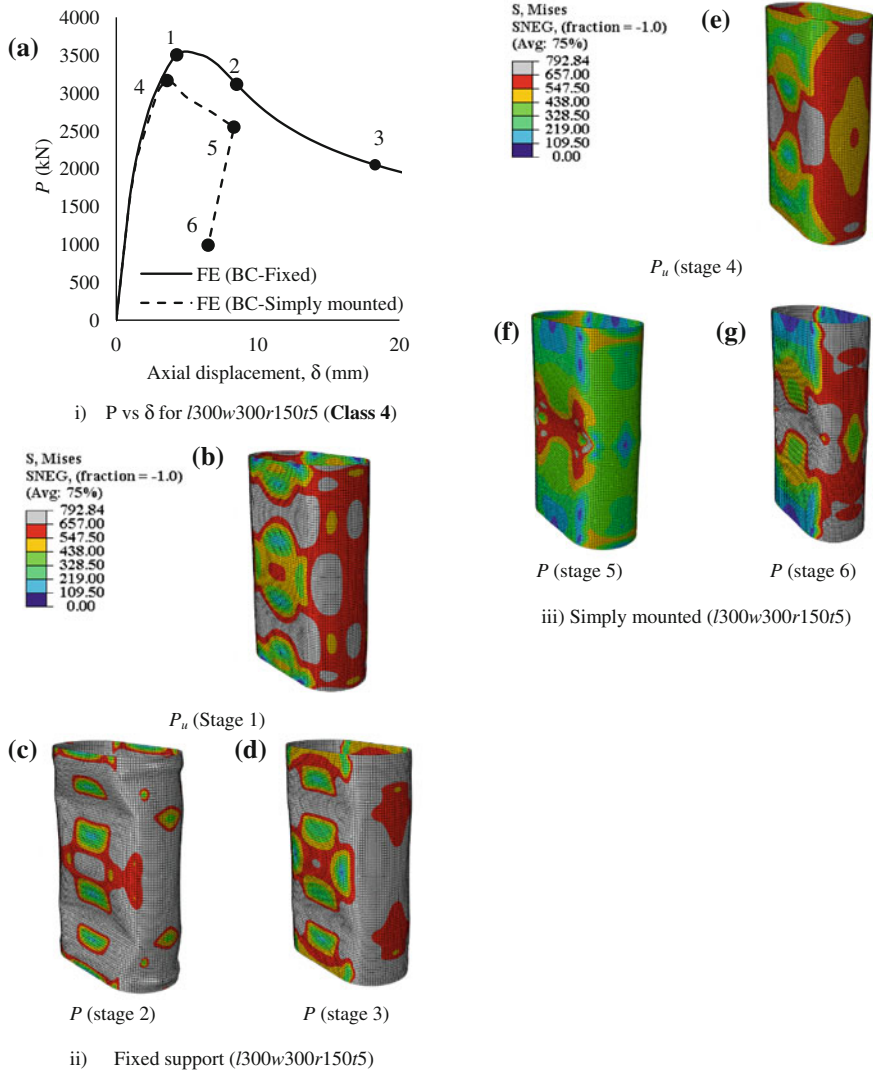 (a)
4000
3500
3000
2500
2000
1500
1000
500
0
P (kN)
1
2
3
4
5
6
FE (BC-Fixed)
FE (BC-Simply mounted)
0
10
20
Axial displacement, δ (mm)
i) P vs δ for l300w300r150t5 (Class 4)
S, Mises
SNEG, (fraction = -1.0)
(Avg: 75%)
792.84
657.00
547.50
438.00
328.50
219.00
109.50
0.00
(b)
Pu (Stage 1)
(c)
(d)
P (stage 2)
P (stage 3)
ii) Fixed support (l300w300r150t5)
S, Mises
SNEG, (fraction = -1.0)
(Avg: 75%)
792.84
657.00
547.50
438.00
328.50
219.00
109.50
0.00
(e)
Pu (stage 4)
(f)
(g)
P (stage 5)
P (stage 6)
iii) Simply mounted (l300w300r150t5)